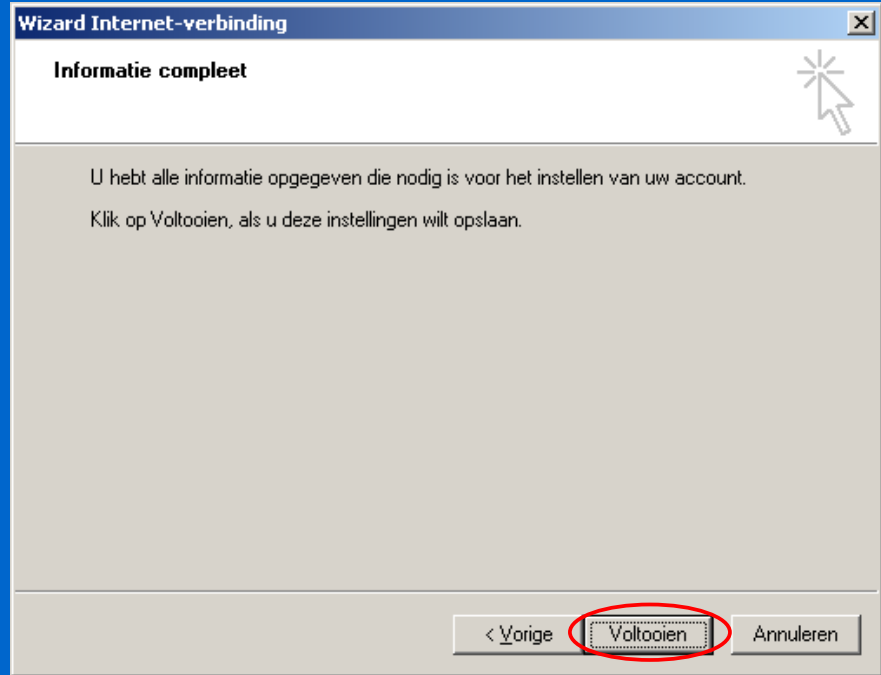 Wizard Internet-verbinding
Informatie compleet
U hebt alle informatie opgegeven die nodig is voor het instellen van uw account.
Klik op Voltooien, als u deze instellingen wilt opslaan.
< Vorige Voltooien Annuleren